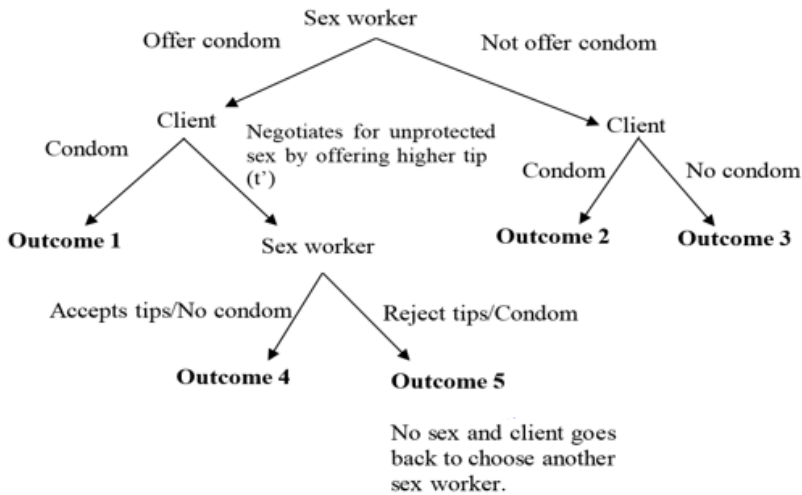 Sex worker
Offer condom
Not offer condom
Client
Client
Negotiates for unprotected
sex by offering higher tip
(t')
Condom
Condom
No condom
Outcome 1
Sex worker
Outcome 2
Outcome 3
Accepts tips/No condom
Reject tips/Condom
Outcome 4
Outcome 5
No sex and client goes
back to choose another
sex worker.